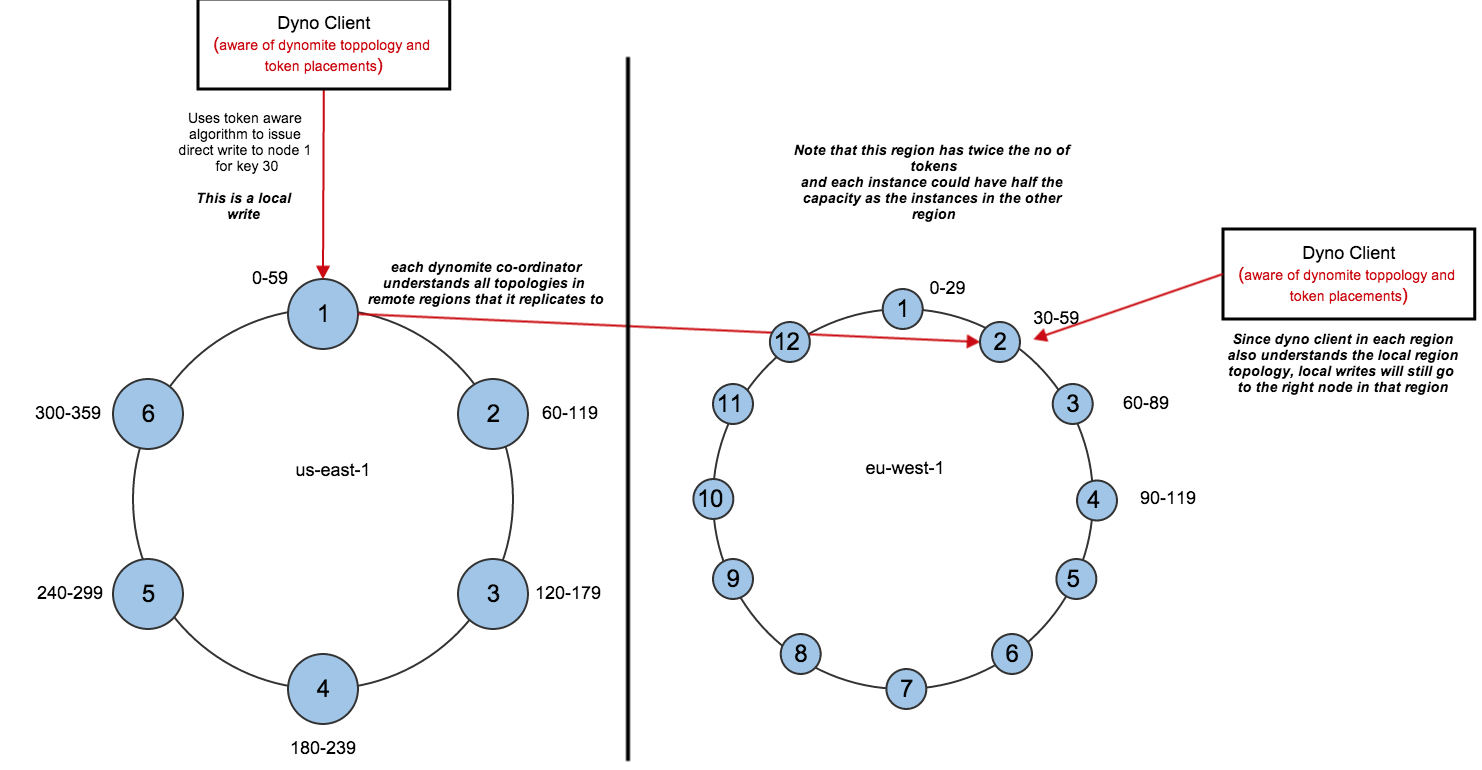 Dyno Client
(aware of dynomite toppology and
token placements)
Uses token aware
algorithm to issue
direct write to node 1
for key 30
This is a local
write
0-59
each dynomite co-ordinator
understands all topologies in
remote regions that it replicates to
1
6
2
300-359
60-119
us-east-1
5
3
240-299
120-179
4
180-239
Note that this region has twice the no of
tokens
and each instance could have half the
capacity as the instances in the other
region
Dyno Client
(aware of dynomite toppology and
token placements)
Since dyno client in each region
also understands the local region
topology, local writes will still go
to the right node in that region
0-29
1
30-59
12
2
11
3
60-89
eu-west-1
10
4
90-119
9
5
8
6
7